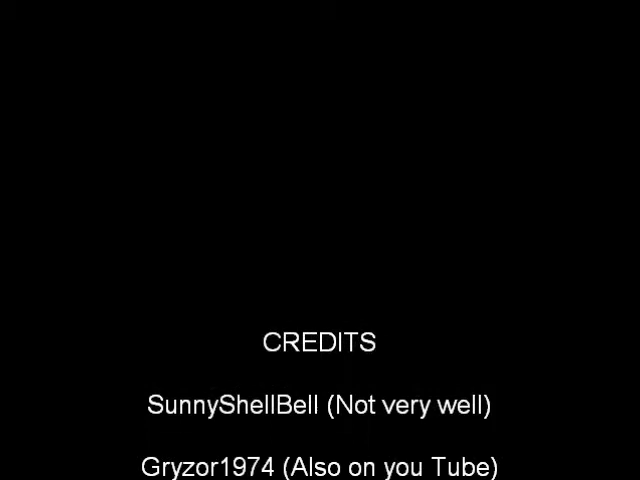 CREDITS
SunnyShellBell (Not very well)
Gryzor1974 (Also on you Tube)